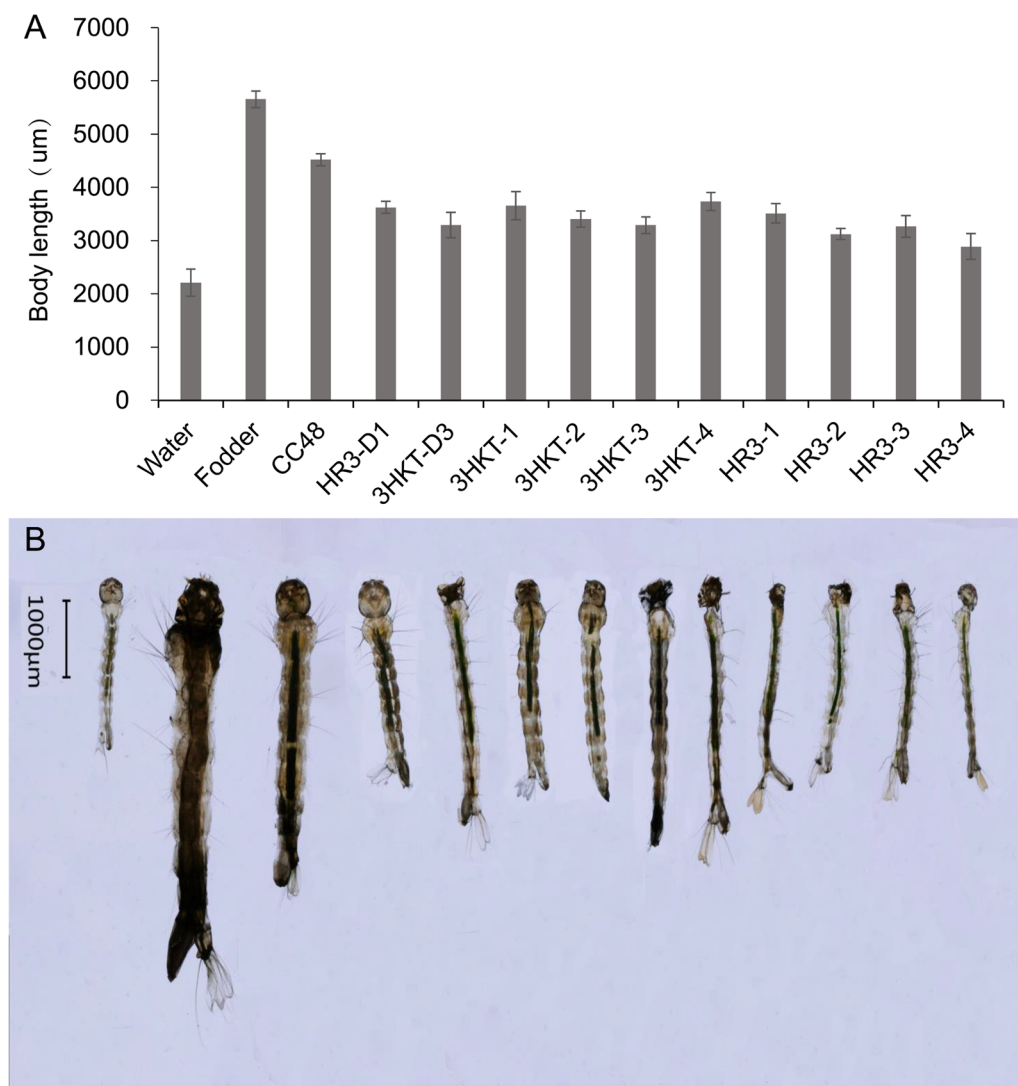 A
7000
6000
5000
4000
3000
2000
1000
0
Body length（um）
Water
Fodder
CC48
HR3-D1
3HKT-D3
3HKT-1
3HKT-2
3HKT-3
3HKT-4
HR3-1
HR3-2
HR3-3
HR3-4
B
1000μm